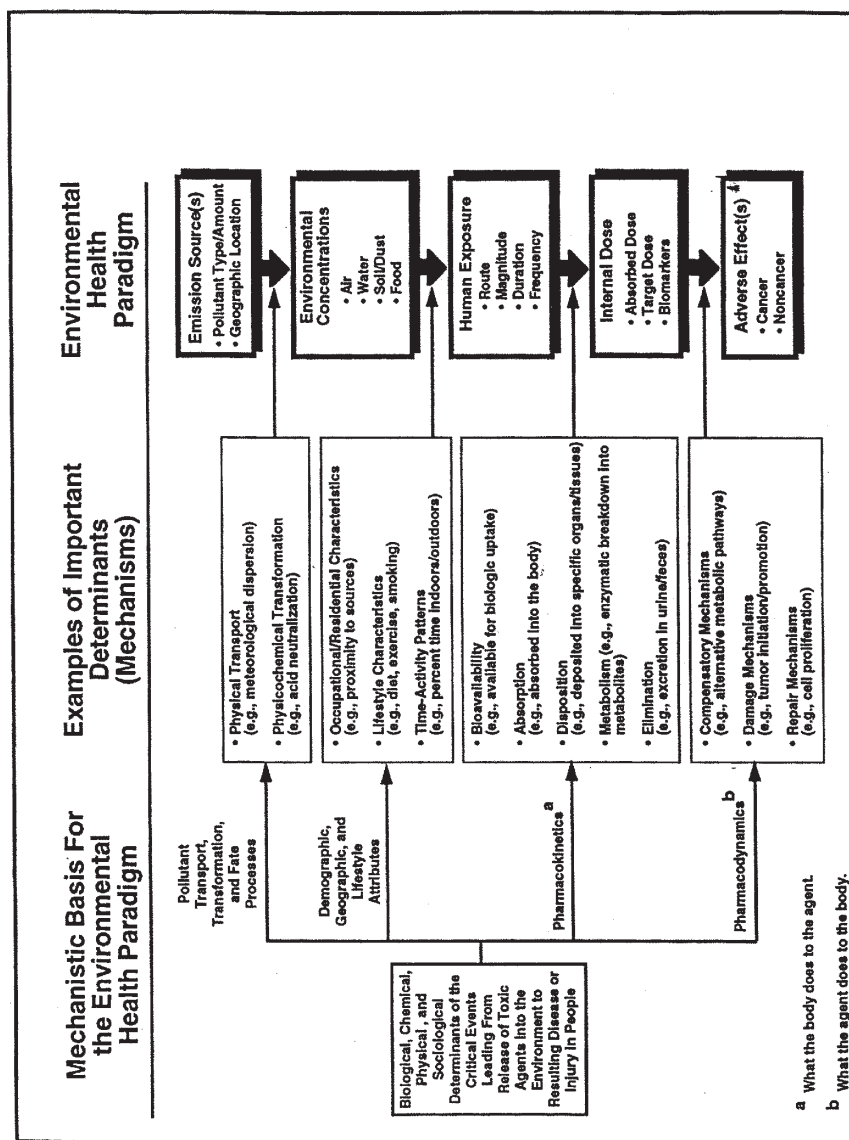 Mechanistic Basis For
the Environmental
Health Paradigm
Examples of Important
Determinants
(Mechanisms)
Environmental
Health
Paradigm
Biological, Chemical,
Physical , and
Sociological
Determinants of the
Critical Events
Leading From
Release of Toxic
Agents Into the
Environment to
Resulting Disease or
Injury in People
Pollutant
Transport,
Transformation,
and Fate
Processes
Demographic,
Geographic, and
Lifestyle
Attributes
Pharmacokinetics a
Pharmacodynamics b
• Physical Transport
(e.g., meteorological dispersion)
• Physicochemical Transformation
(e.g., acid neutralization)
• Occupational/Residential Characteristics
(e.g., proximity to sources)
• Lifestyle Characteristics
(e.g., diet, exercise, smoking)
• Time-Activity Patterns
(e.g., percent time indoors/outdoors)
• Bioavailability
(e.g., available for biologic uptake)
• Absorption
(e.g., absorbed into the body)
• Disposition
(e.g., deposited into specific organs/tissues)
• Metabolism (e.g., enzymatic breakdown into
metabolites)
• Elimination
(e.g., excretion in urine/feces)
• Compensatory Mechanisms
(e.g., alternative metabolic pathways)
• Damage Mechanisms
(e.g., tumor initiation/promotion)
• Repair Mechanisms
(e.g., cell proliferation)
Emission Source(s)
• Pollutant Type/Amount
• Geographic Location
Environmental
Concentrations
• Air
• Water
• Soil/Dust
• Food
Human Exposure
• Route
• Magnitude
• Duration
• Frequency
Internal Dose
• Absorbed Dose
• Target Dose
• Biomarkers
Adverse Effect(s)
• Cancer
• Noncancer
a What the body does to the agent.
b What the agent does to the body.